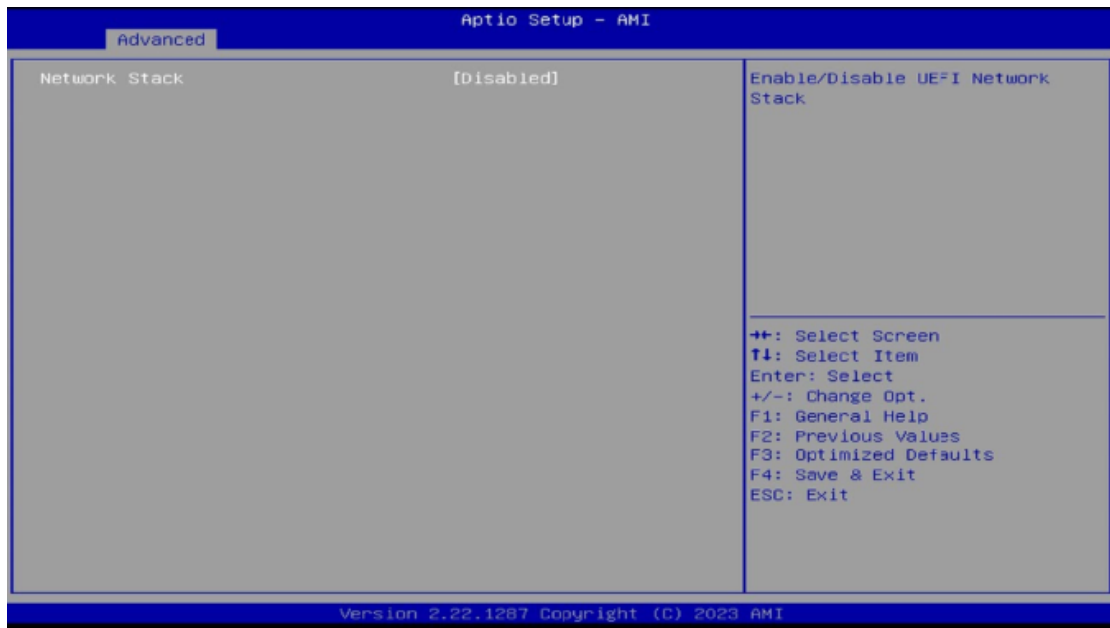 Aptio Setup - AMI
Advanced
Network Stack [Disabled]
Enable/Disable UEFI Network
Stack
→←: Select Screen
↑↓: Select Item
Enter: Select
+/-: Change Opt.
F1: General Help
F2: Previous Values
F3: Optimized Defaults
F4: Save & Exit
ESC: Exit
Version 2.22.1287 Copyright (C) 2023 AMI